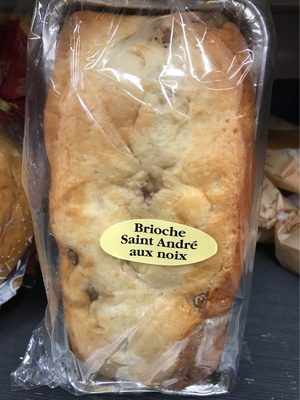 Brioche
Saint André
aux noix